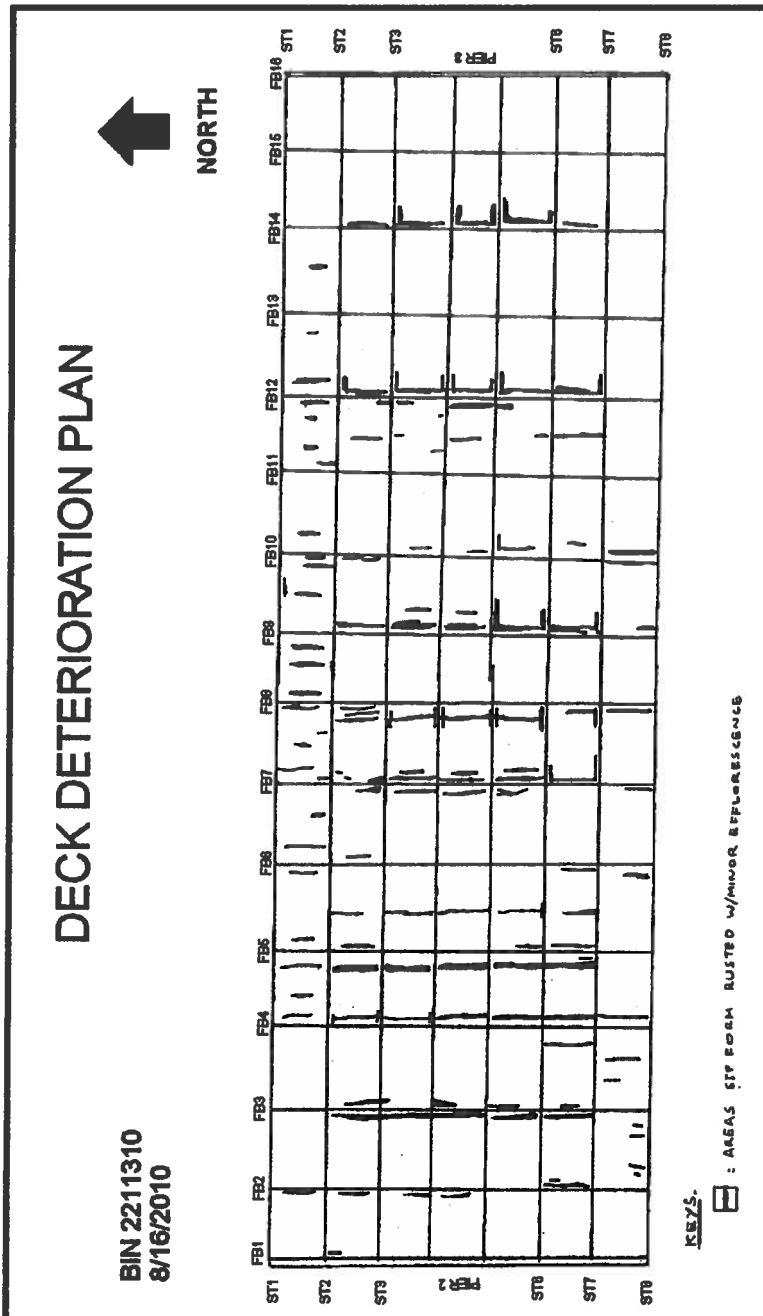 DECK DETERIORATION PLAN
BIN 2211310
8/16/2010
NORTH
FB1 FB2 FB3 FB4 FB5 FB6 FB7 FB8 FB9 FB10 FB11 FB12 FB13 FB14 FB15 FB16
ST1 ST1
ST2 ST2
ST3 ST3
PIER 2 PIER 3
ST6 ST6
ST7 ST7
ST8 ST8
KEYS.
: AREAS SIP FORM RUSTED W/MINOR EFFLORESCENCE